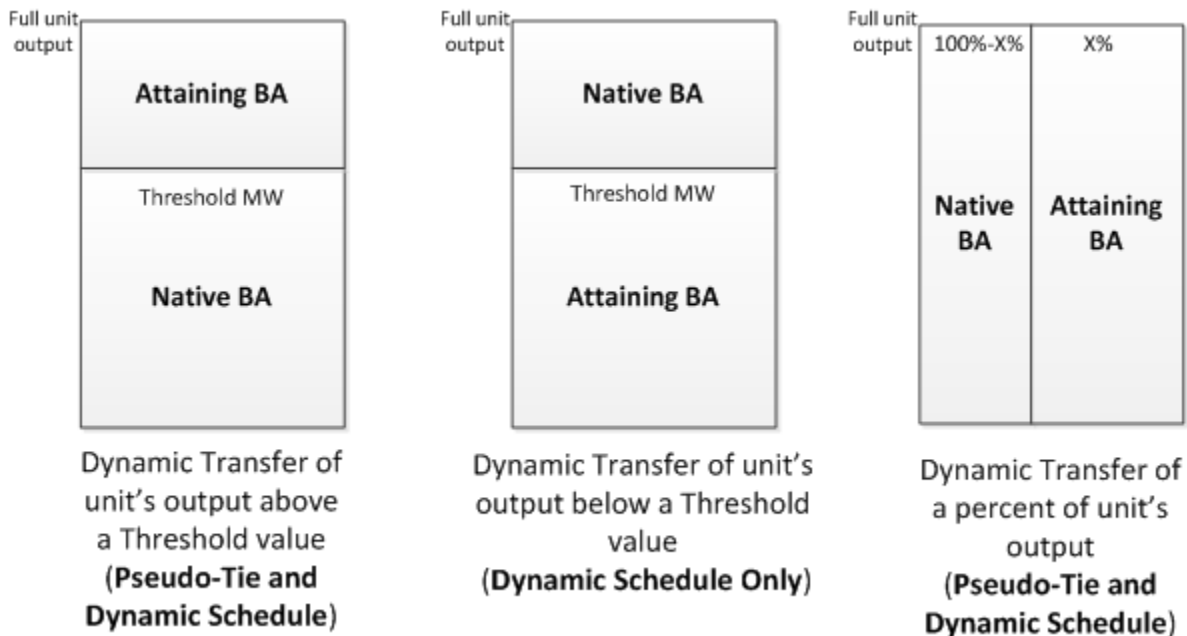 Full unit
output
Attaining BA
Threshold MW
Native BA
Dynamic Transfer of
unit's output above
a Threshold value
(Pseudo-Tie and
Dynamic Schedule)
Full unit
output
Native BA
Threshold MW
Attaining BA
Dynamic Transfer of unit's
output below a Threshold
value
(Dynamic Schedule Only)
Full unit
output
100%-X%
X%
Native
BA
Attaining
BA
Dynamic Transfer of
a percent of unit's
output
(Pseudo-Tie and
Dynamic Schedule)